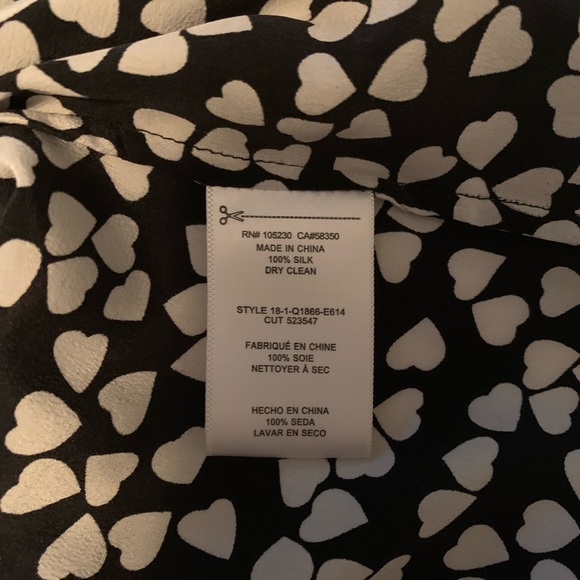 RN# 105230 CA#58350
MADE IN CHINA
100% SILK
DRY CLEAN
STYLE 18-1-Q1866-E614
CUT 523547
FABRIQUÉ EN CHINE
100% SOIE
NETTOYER À SEC
HECHO EN CHINA
100% SEDA
LAVAR EN SECO